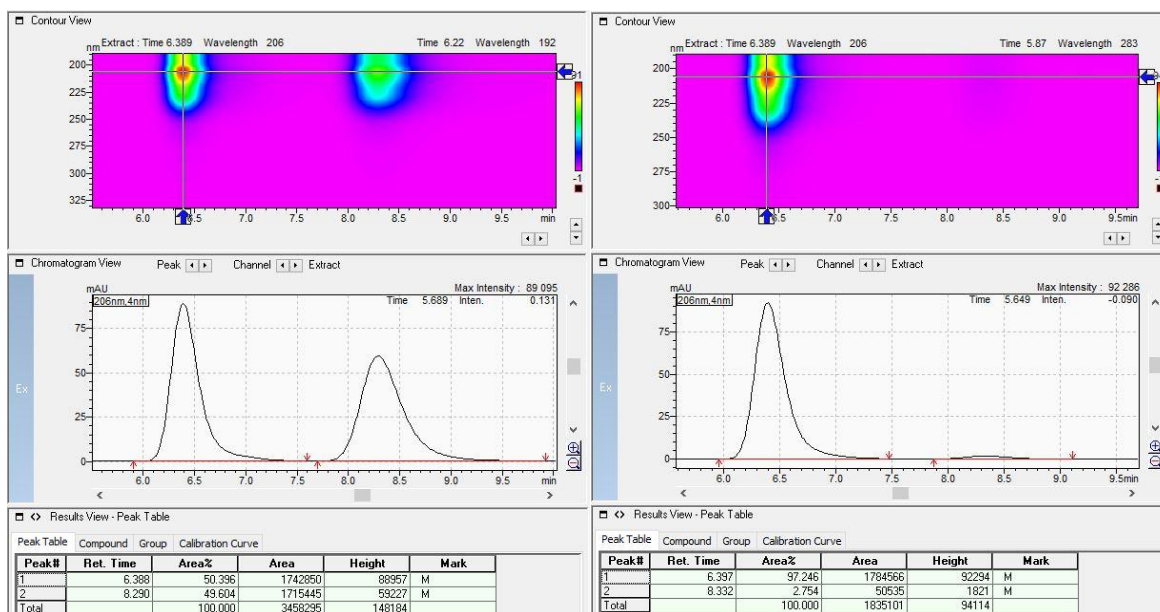 Contour View
nm Extract : Time 6.389 Wavelength 206 Time 6.22 Wavelength 192
200
225
250
275
300
325
6.0 6.5 7.0 7.5 8.0 8.5 9.0 9.5 min
91
-1
Chromatogram View Peak Channel Extract
mAU Max Intensity : 89 095
206nm,4nm Time 5.689 Inten. 0.131
75
50
25
0
6.0 6.5 7.0 7.5 8.0 8.5 9.0 9.5 min
Ex
Results View - Peak Table
Peak Table Compound Group Calibration Curve
Peak# Ret. Time Area% Area Height Mark
1 6.388 50.396 1742850 88957 M
2 8.290 49.604 1715445 59227 M
Total 100.000 3458295 148184
Contour View
nm Extract : Time 6.389 Wavelength 206 Time 5.87 Wavelength 283
200
225
250
275
300
6.0 6.5 7.0 7.5 8.0 8.5 9.0 9.5min
Chromatogram View Peak Channel Extract
mAU Max Intensity : 92 286
206nm,4nm Time 5.649 Inten. -0.090
75
50
25
0
6.0 6.5 7.0 7.5 8.0 8.5 9.0 9.5min
Ex
Results View - Peak Table
Peak Table Compound Group Calibration Curve
Peak# Ret. Time Area% Area Height Mark
1 6.397 97.246 1784566 92294 M
2 8.332 2.754 50535 1821 M
Total 100.000 1835101 94114